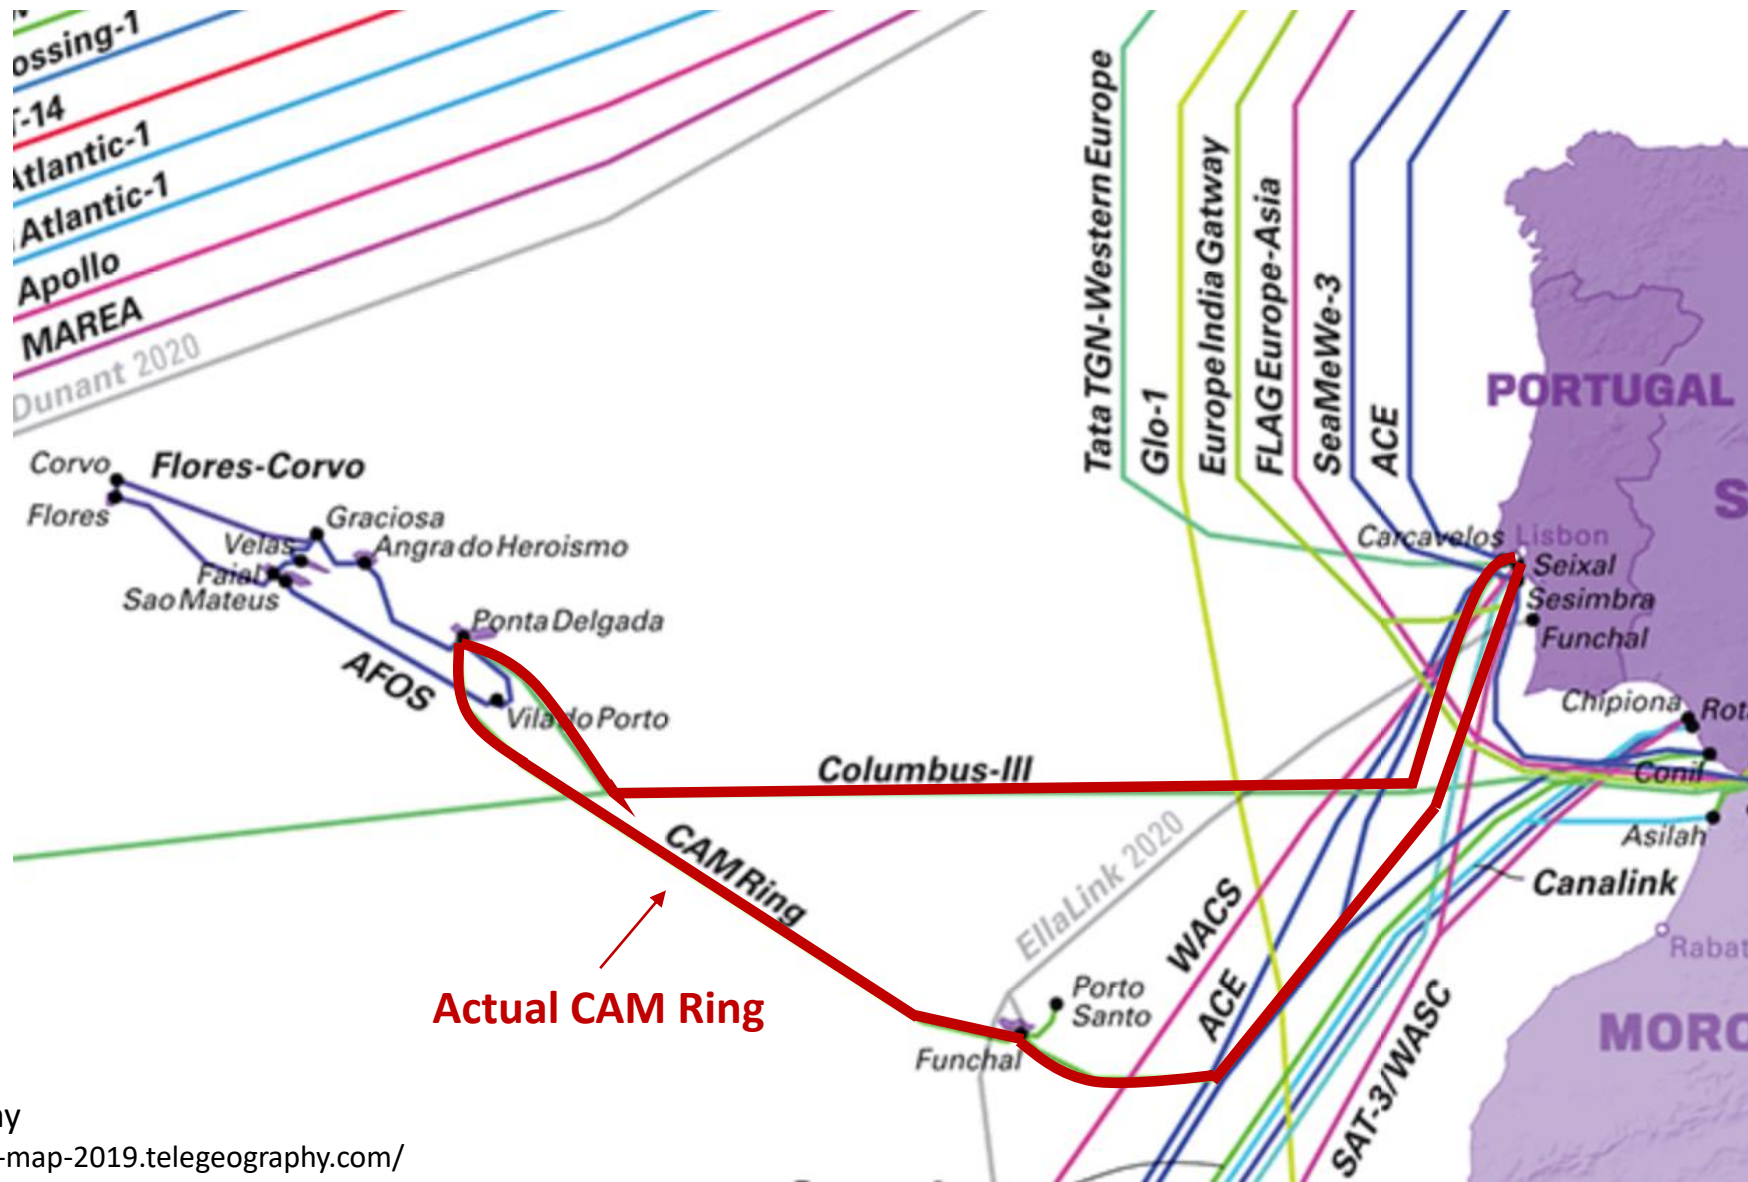 ossing-1
T-14
Atlantic-1
Atlantic-1
Apollo
MAREA
Dunant 2020
Tata TGN-Western Europe
Glo-1
Europe India Gatway
FLAG Europe-Asia
SeaMeWe-3
ACE
PORTUGAL
S
Corvo
Flores-Corvo
Flores
Graciosa
Velas
Angra do Heroismo
Faial
Sao Mateus
Ponta Delgada
AFOS
Vila do Porto
Carcavelos
Lisbon
Seixal
Sesimbra
Funchal
Chipiona
Rota
Conil
Asilah
Columbus-III
CAM Ring
EllaLink 2020
Canalink
WACS
ACE
Rabat
Actual CAM Ring
Porto
Santo
Funchal
MORO
SAT-3/WASC
hy
-map-2019.telegeography.com/